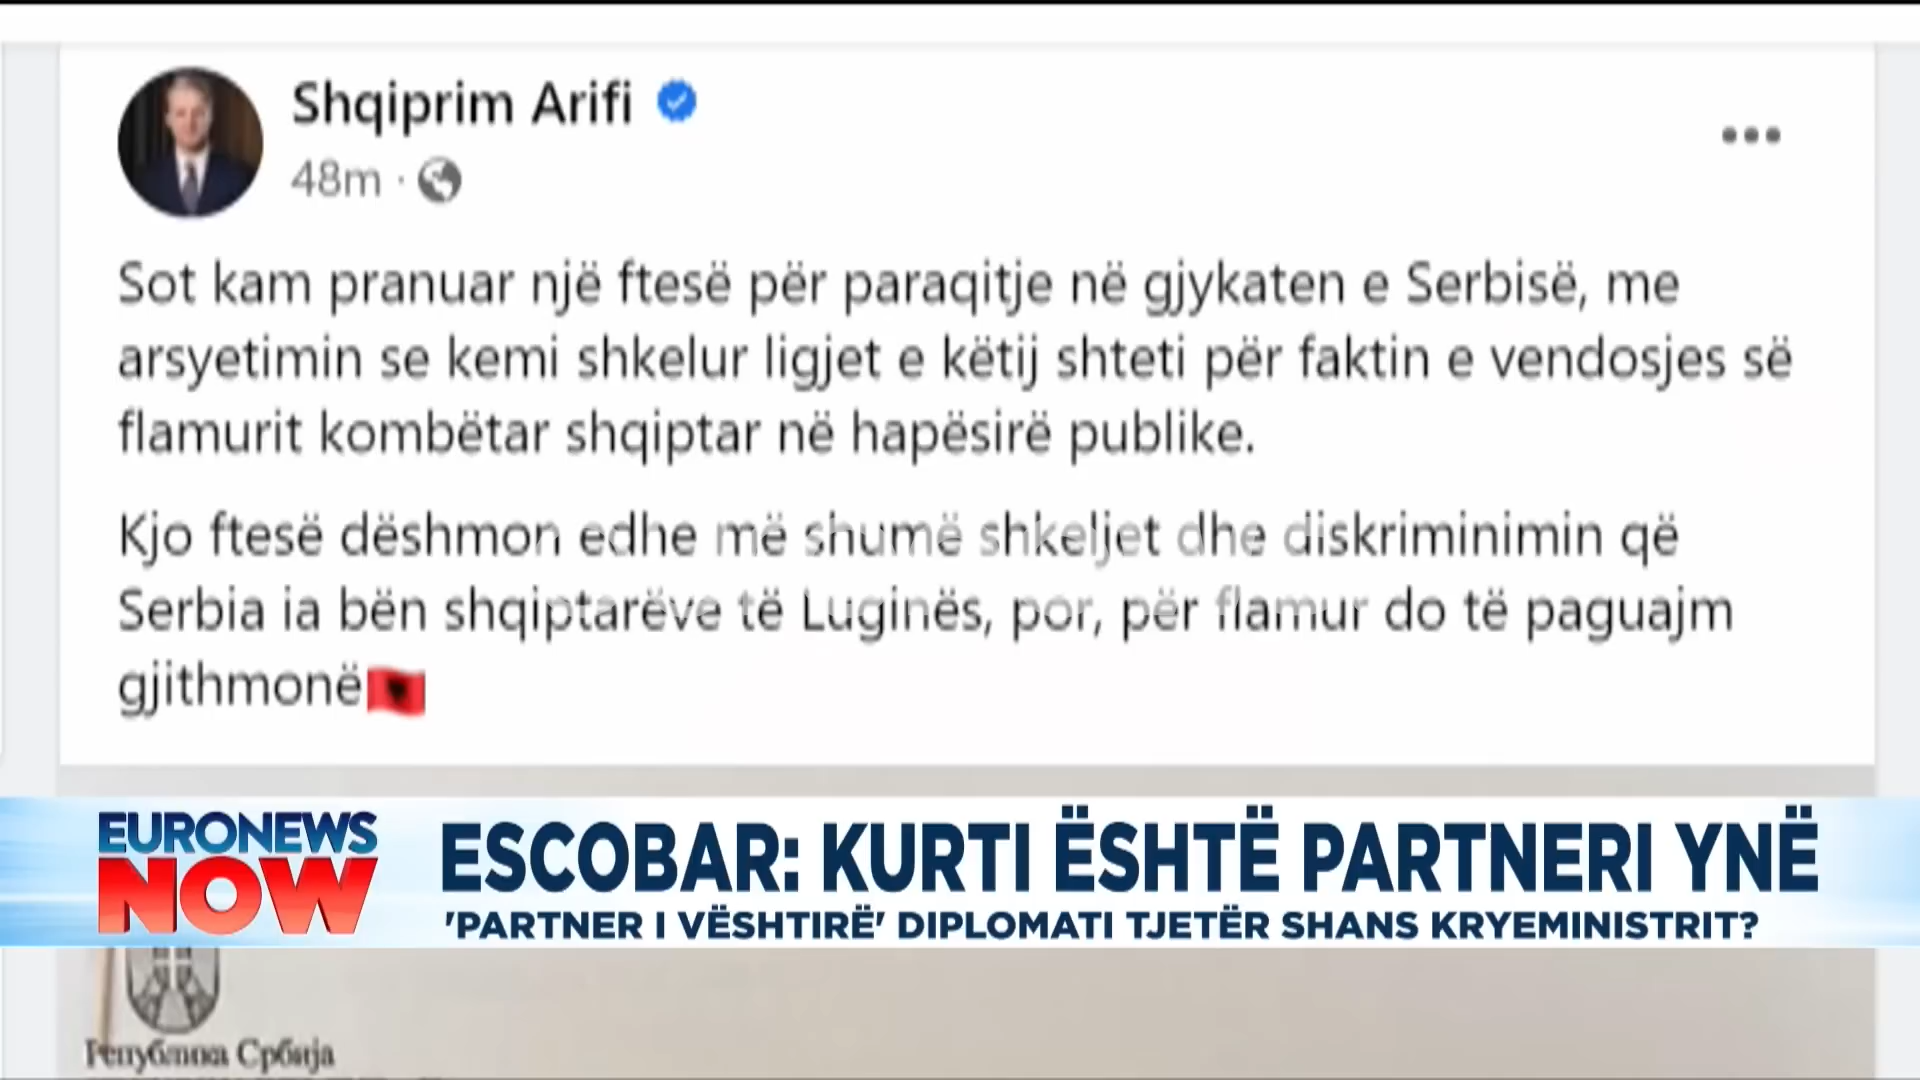 Shqiprim Arifi
48m ·
Sot kam pranuar një ftesë për paraqitje në gjykaten e Serbisë, me
arsyetimin se kemi shkelur ligjet e këtij shteti për faktin e vendosjes së
flamurit kombëtar shqiptar në hapësirë publike.
Kjo ftesë dëshmon edhe më shumë shkeljet dhe diskriminimin që
Serbia ia bën shqiptarëve të Luginës, por, për flamur do të paguajm
gjithmonë
EURONEWS
NOW
ESCOBAR: KURTI ËSHTË PARTNERI YNË
'PARTNER I VËSHTIRË' DIPLOMATI TJETËR SHANS KRYEMINISTRIT?
Република Србија